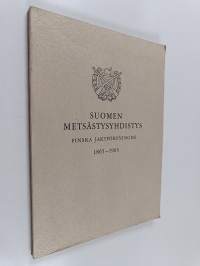 SUOMEN
METSÄSTYSYHDISTYS
FINSKA JAKTFÖRENINGEN
1865–1965